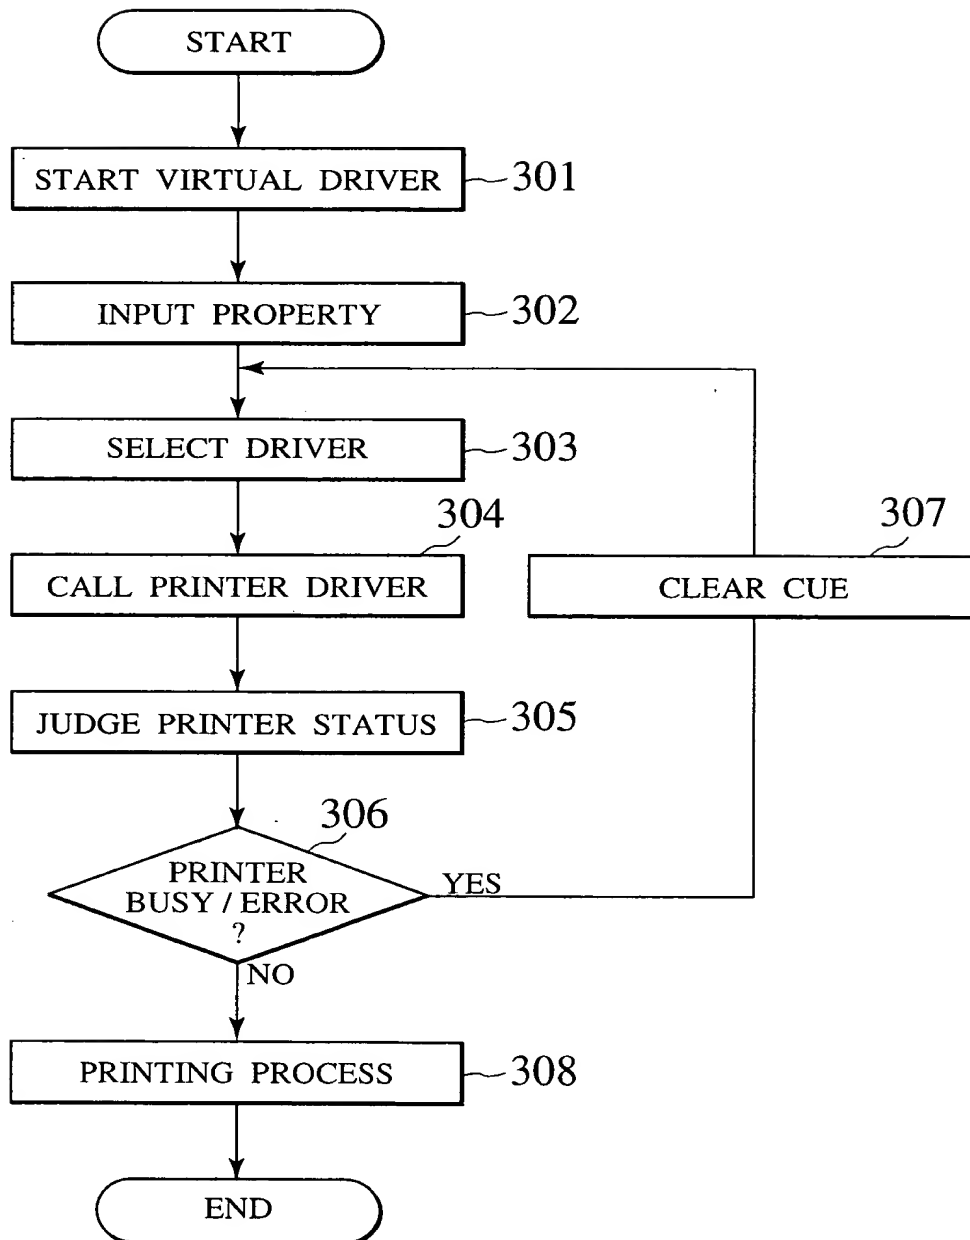 START
START VIRTUAL DRIVER
301
INPUT PROPERTY
302
SELECT DRIVER
303
304
CALL PRINTER DRIVER
307
CLEAR CUE
JUDGE PRINTER STATUS
305
306
PRINTER
BUSY / ERROR
?
YES
NO
PRINTING PROCESS
308
END